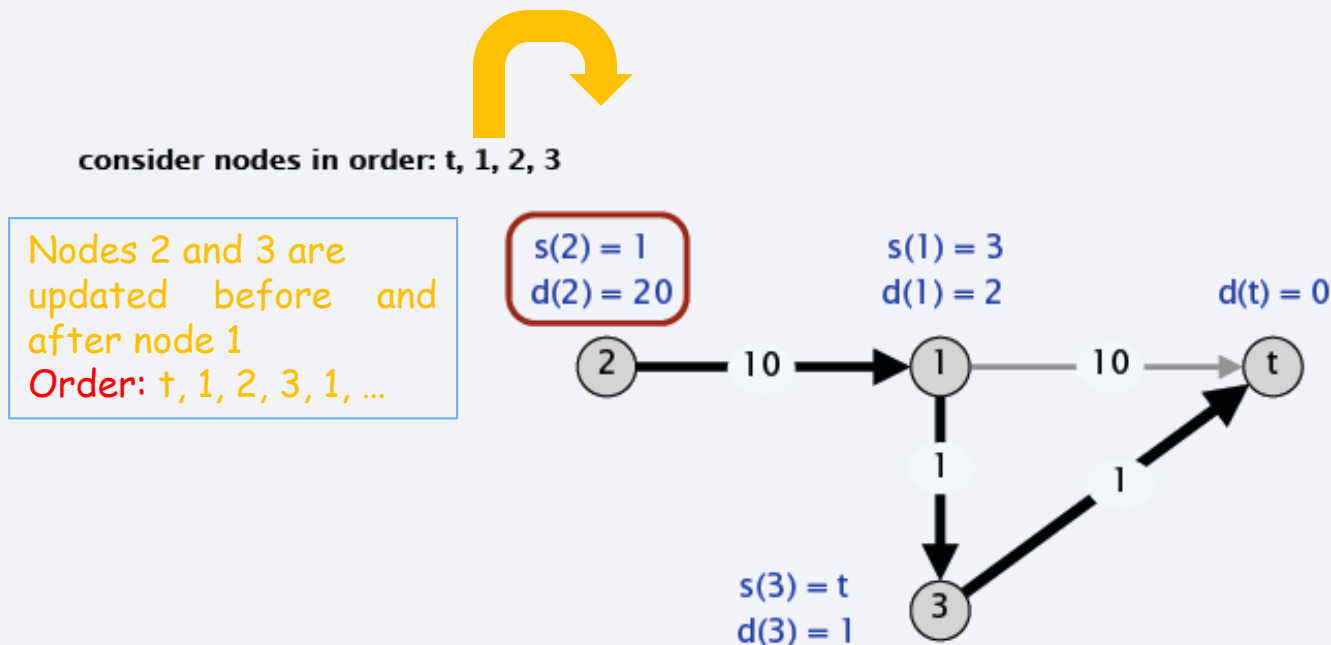 consider nodes in order: t, 1, 2, 3
Nodes 2 and 3 are
updated before and
after node 1
Order: t, 1, 2, 3, 1, ...
s(2) = 1
d(2) = 20
s(1) = 3
d(1) = 2
d(t) = 0
2
10
1
10
t
1
1
s(3) = t
d(3) = 1
3